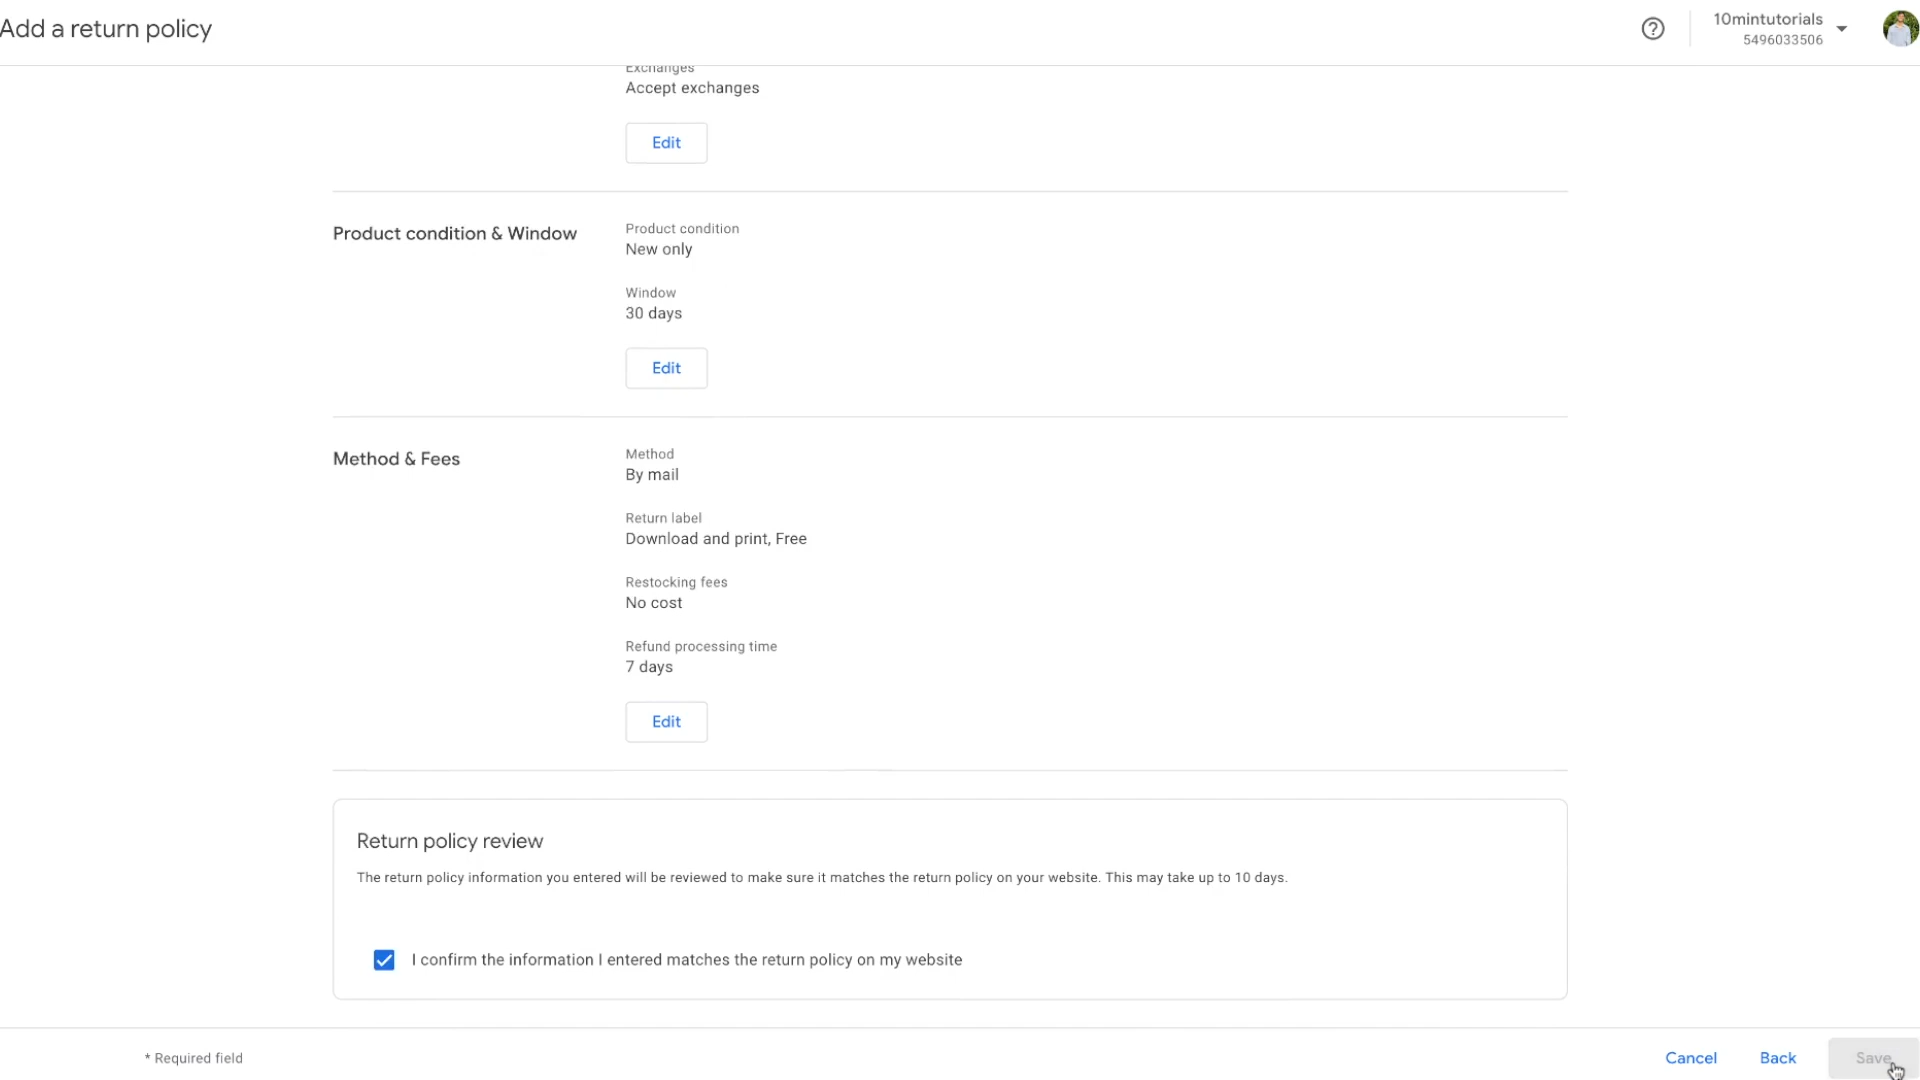 Add a return policy
10mintutorials
5496033506
Exchanges
Accept exchanges
Edit
Product condition & Window
Product condition
New only
Window
30 days
Edit
Method & Fees
Method
By mail
Return label
Download and print, Free
Restocking fees
No cost
Refund processing time
7 days
Edit
Return policy review
The return policy information you entered will be reviewed to make sure it matches the return policy on your website. This may take up to 10 days.
I confirm the information I entered matches the return policy on my website
* Required field
Cancel
Back
Save